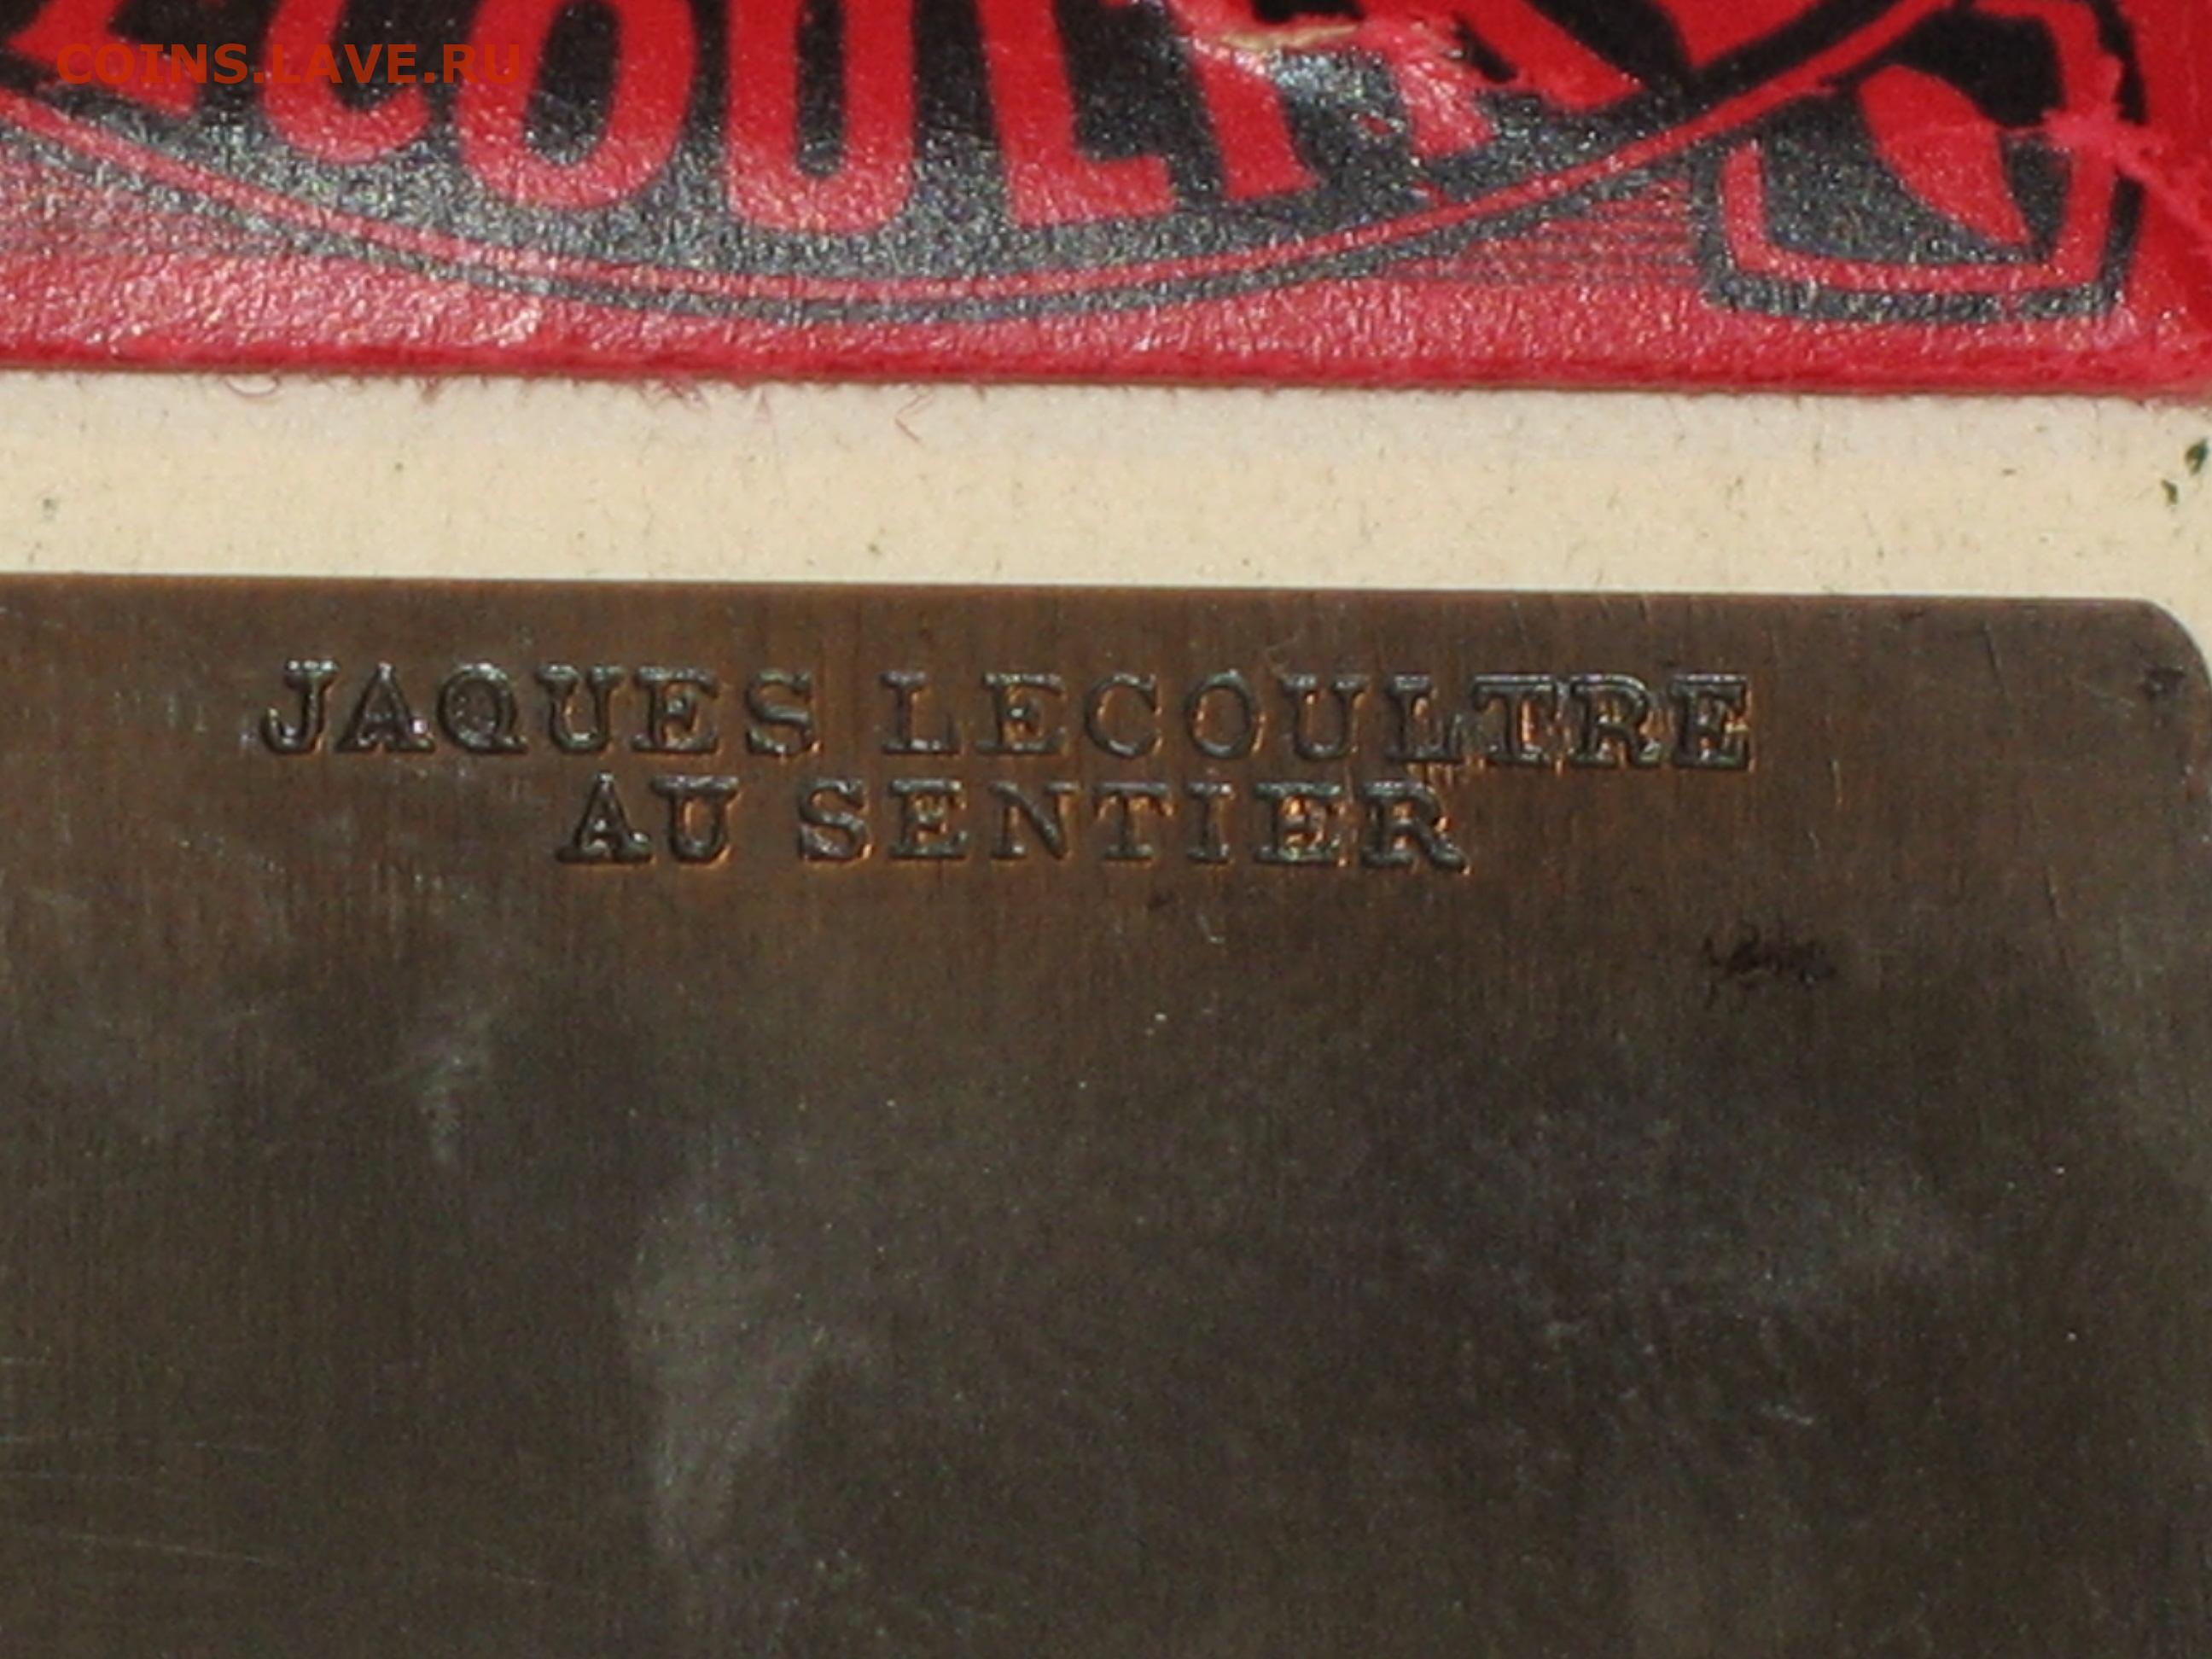 COINS.LAVE.RU
JAQUES LECOULTRE
AU SENTIER